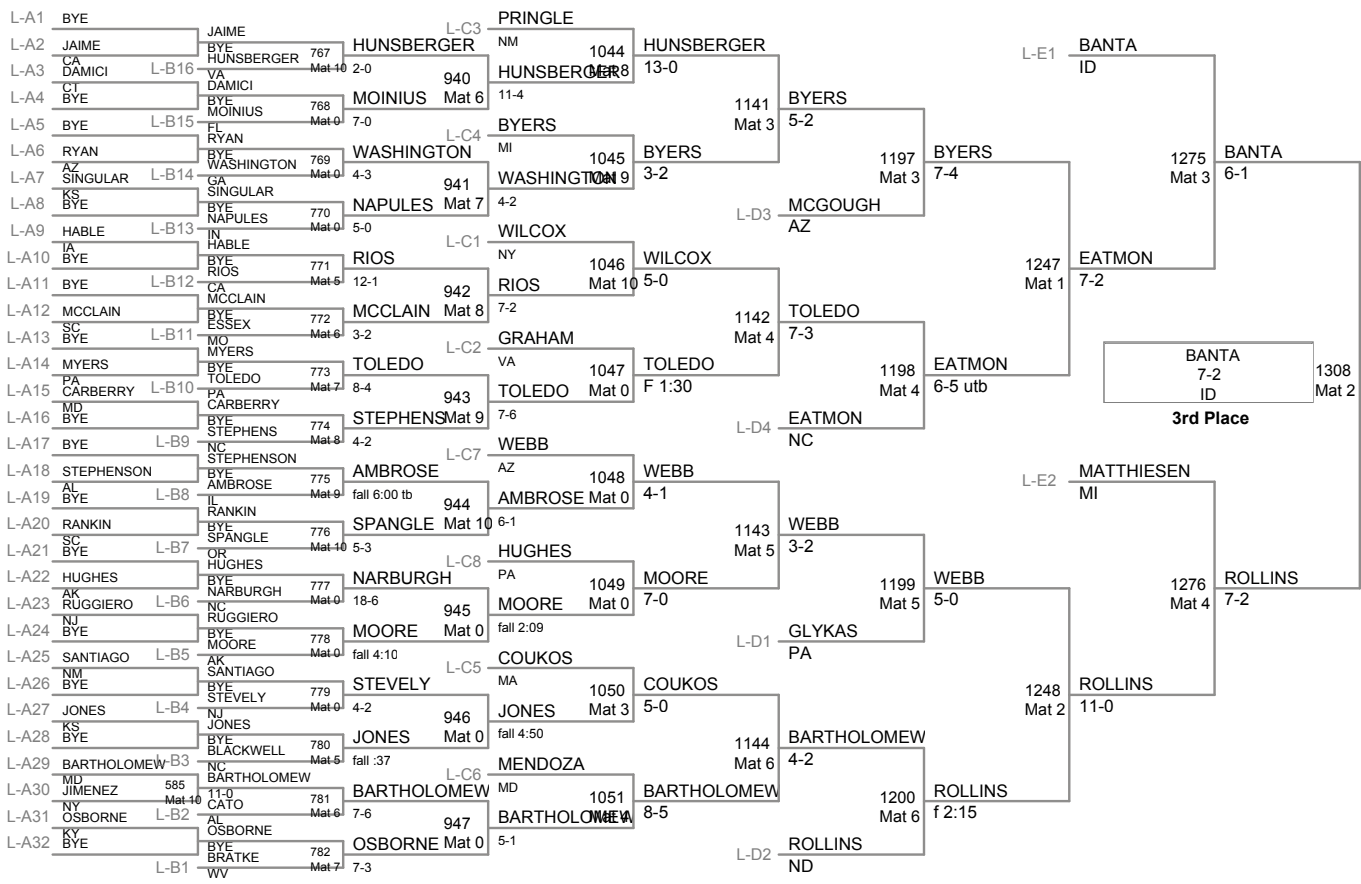 L-A1 BYE
L-A2 JAIME
CA
L-A3 DAMICI
CT
L-A4 BYE
L-A5 BYE
L-A6 RYAN
AZ
L-A7 SINGULAR
KS
L-A8 BYE
L-A9 HABLE
IA
L-A10 BYE
L-A11 BYE
L-A12 MCCLAIN
SC
L-A13 BYE
L-A14 MYERS
PA
L-A15 CARBERRY
MD
L-A16 BYE
L-A17 BYE
L-A18 STEPHENSON
AL
L-A19 BYE
L-A20 RANKIN
SC
L-A21 BYE
L-A22 HUGHES
AK
L-A23 RUGGIERO
NJ
L-A24 BYE
L-A25 SANTIAGO
NM
L-A26 BYE
L-A27 JONES
KS
L-A28 BYE
L-A29 BARTHOLOMEW
MD
L-A30 JIMENEZ
NY
L-A31 OSBORNE
KY
L-A32 BYE
585
Mat 10
JAIME
BYE
L-B16 HUNSBERGER
VA
767
Mat 10
DAMICI
BYE
L-B15 MOINIUS
FL
768
Mat 0
RYAN
BYE
L-B14 WASHINGTON
GA
769
Mat 0
SINGULAR
BYE
L-B13 NAPULES
IN
770
Mat 0
HABLE
BYE
L-B12 RIOS
CA
771
Mat 5
MCCLAIN
BYE
L-B11 ESSEX
MO
772
Mat 6
MYERS
BYE
L-B10 TOLEDO
PA
773
Mat 7
CARBERRY
BYE
L-B9 STEPHENS
NC
774
Mat 8
STEPHENSON
BYE
L-B8 AMBROSE
IL
775
Mat 9
RANKIN
BYE
L-B7 SPANGLE
OR
776
Mat 10
HUGHES
BYE
L-B6 NARBURGH
NC
777
Mat 0
RUGGIERO
BYE
L-B5 MOORE
AK
778
Mat 0
SANTIAGO
BYE
L-B4 STEVELY
NJ
779
Mat 0
JONES
BYE
L-B3 BLACKWELL
NC
780
Mat 5
BARTHOLOMEW
11-0
L-B2 CATO
AL
781
Mat 6
OSBORNE
BYE
L-B1 BRATKE
WV
782
Mat 7
HUNSBERGER
2-0
940
Mat 6
MOINIUS
7-0
WASHINGTON
4-3
941
Mat 7
NAPULES
5-0
RIOS
12-1
942
Mat 8
MCCLAIN
3-2
TOLEDO
8-4
943
Mat 9
STEPHENS
4-2
AMBROSE
fall 6:00 tb
944
Mat 10
SPANGLE
5-3
NARBURGH
18-6
945
Mat 0
MOORE
fall 4:10
STEVELY
4-2
946
Mat 0
JONES
fall :37
BARTHOLOMEW
7-6
947
Mat 0
OSBORNE
7-3
L-C3 PRINGLE
NM
1044
Mat 8
HUNSBERGER
11-4
L-C4 BYERS
MI
1045
Mat 9
WASHINGTON
4-2
L-C1 WILCOX
NY
1046
Mat 10
RIOS
7-2
L-C2 GRAHAM
VA
1047
Mat 0
TOLEDO
7-6
L-C7 WEBB
AZ
1048
Mat 0
AMBROSE
6-1
L-C8 HUGHES
PA
1049
Mat 0
MOORE
fall 2:09
L-C5 COUKOS
MA
1050
Mat 3
JONES
fall 4:50
L-C6 MENDOZA
MD
1051
Mat 4
BARTHOLOMEW
5-1
HUNSBERGER
13-0
1141
Mat 3
BYERS
3-2
WILCOX
5-0
1142
Mat 4
TOLEDO
F 1:30
WEBB
4-1
1143
Mat 5
MOORE
7-0
COUKOS
5-0
1144
Mat 6
BARTHOLOMEW
8-5
BYERS
5-2
1197
Mat 3
L-D3 MCGOUGH
AZ
TOLEDO
7-3
1198
Mat 4
L-D4 EATMON
NC
WEBB
3-2
1199
Mat 5
L-D1 GLYKAS
PA
BARTHOLOMEW
4-2
1200
Mat 6
L-D2 ROLLINS
ND
BYERS
7-4
1247
Mat 1
EATMON
6-5 utb
WEBB
5-0
1248
Mat 2
ROLLINS
f 2:15
L-E1 BANTA
ID
1275
Mat 3
EATMON
7-2
L-E2 MATTHIESEN
MI
1276
Mat 4
ROLLINS
11-0
BANTA
6-1
BANTA
7-2
ID
1308
Mat 2
3rd Place
ROLLINS
7-2